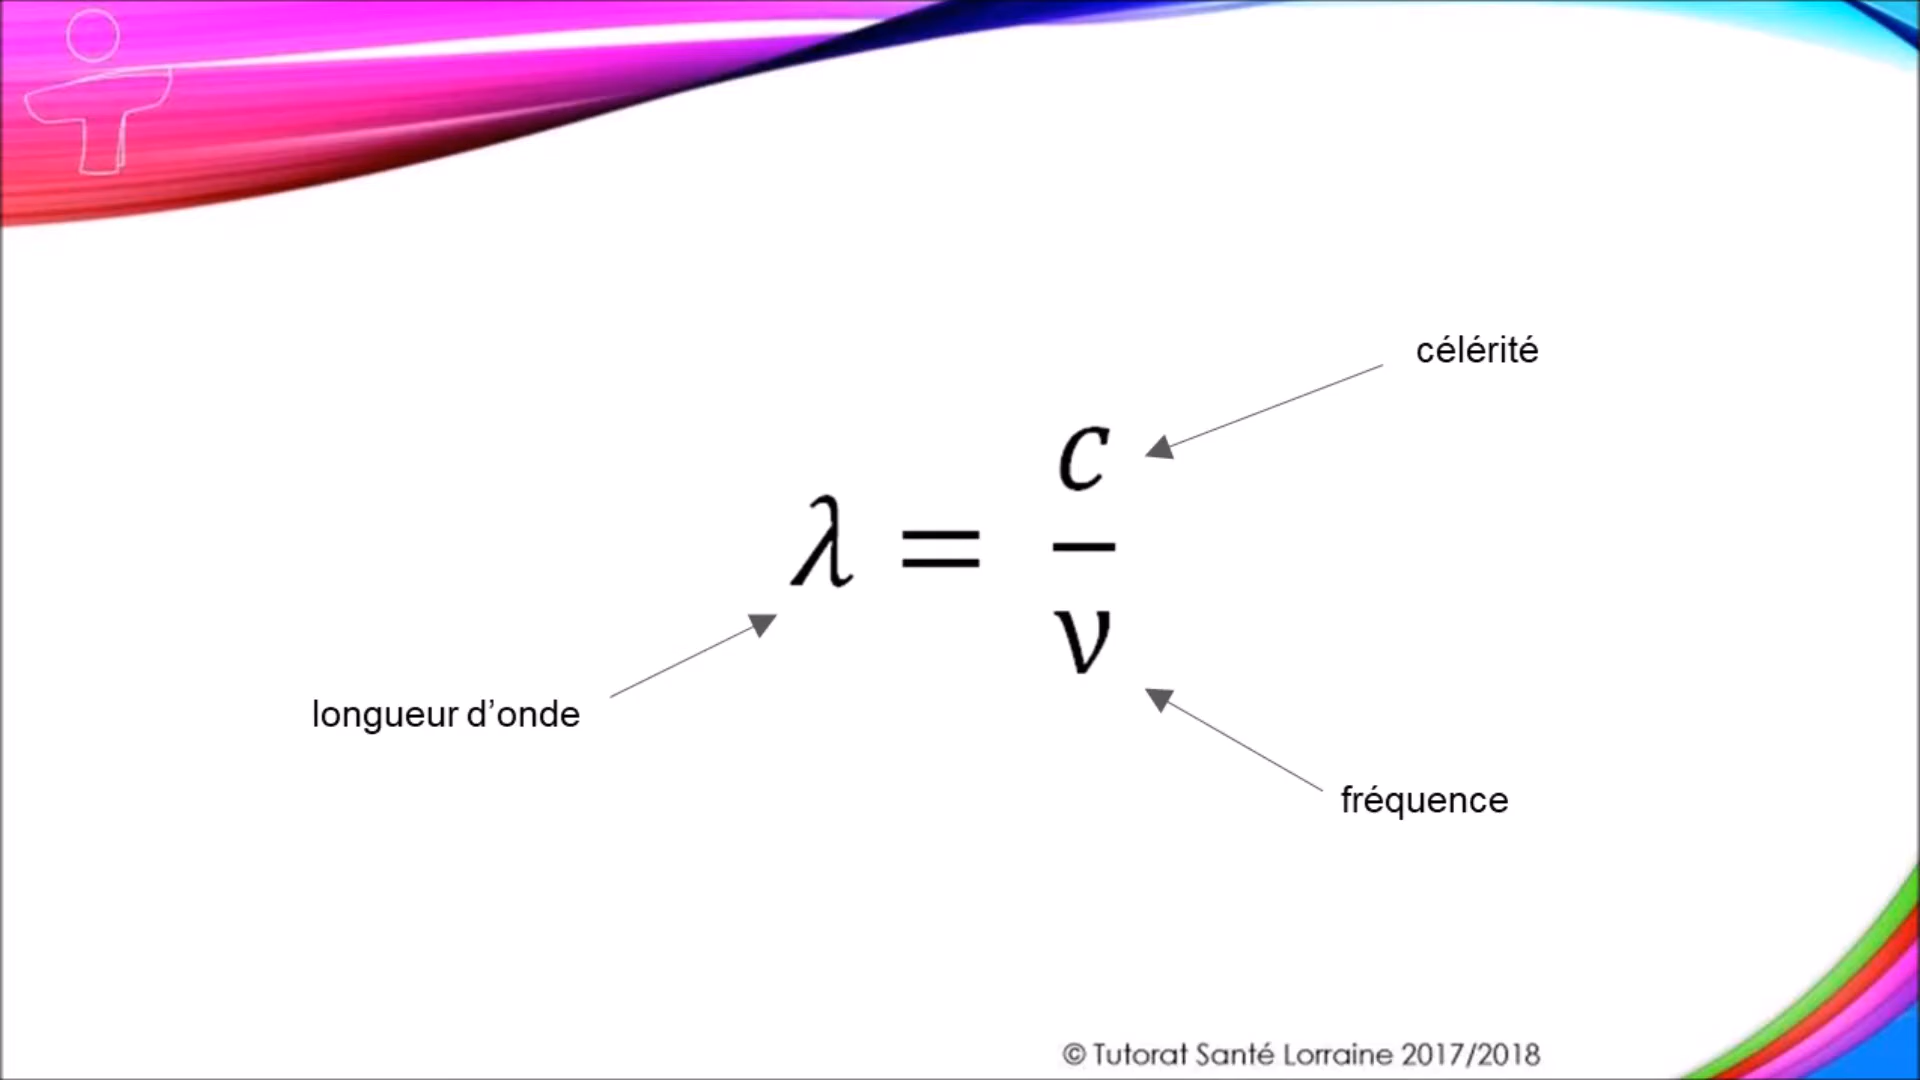 célérité
λ = c/ν
longueur d’onde
fréquence
© Tutorat Santé Lorraine 2017/2018